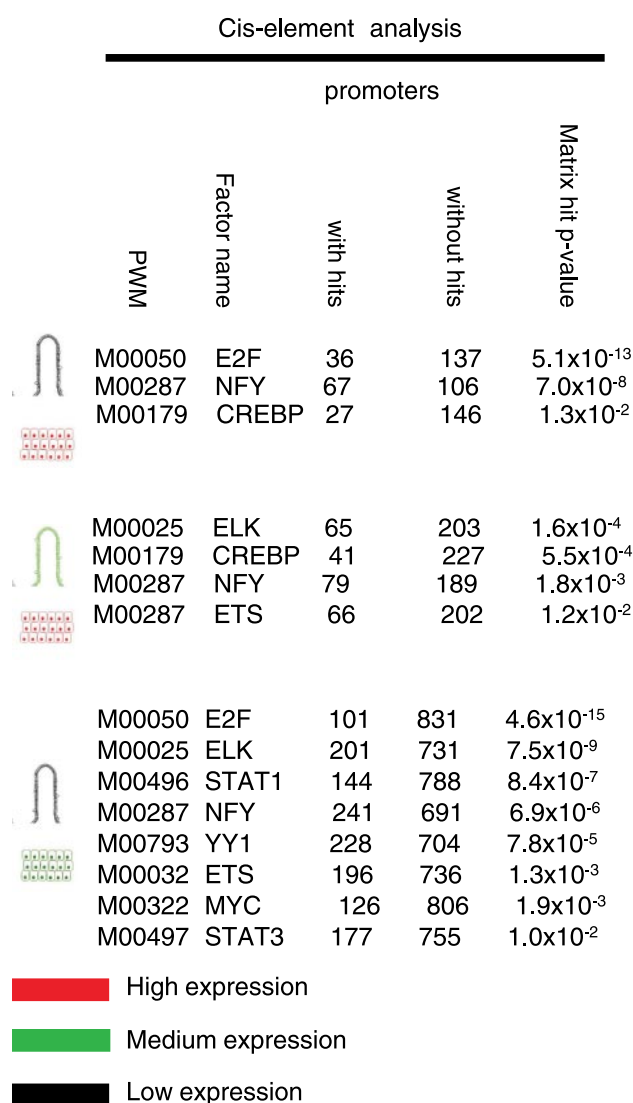 Cis-element analysis
promoters
PWM Factor name with hits without hits Matrix hit p-value
M00050 E2F 36 137 5.1x10⁻¹³
M00287 NFY 67 106 7.0x10⁻⁸
M00179 CREBP 27 146 1.3x10⁻²
M00025 ELK 65 203 1.6x10⁻⁴
M00179 CREBP 41 227 5.5x10⁻⁴
M00287 NFY 79 189 1.8x10⁻³
M00287 ETS 66 202 1.2x10⁻²
M00050 E2F 101 831 4.6x10⁻¹⁵
M00025 ELK 201 731 7.5x10⁻⁹
M00496 STAT1 144 788 8.4x10⁻⁷
M00287 NFY 241 691 6.9x10⁻⁶
M00793 YY1 228 704 7.8x10⁻⁵
M00032 ETS 196 736 1.3x10⁻³
M00322 MYC 126 806 1.9x10⁻³
M00497 STAT3 177 755 1.0x10⁻²
High expression
Medium expression
Low expression